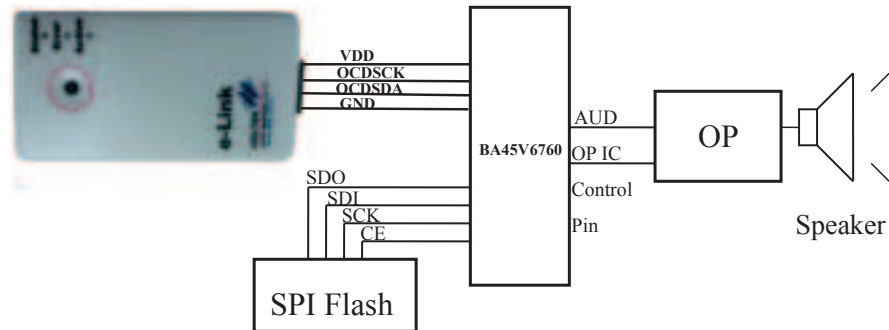 VDD
OCDSCK
OCDSDA
GND
e-Link
BA45V6760
AUD
OP IC
Control
Pin
OP
Speaker
SDO
SDI
SCK
CE
SPI Flash